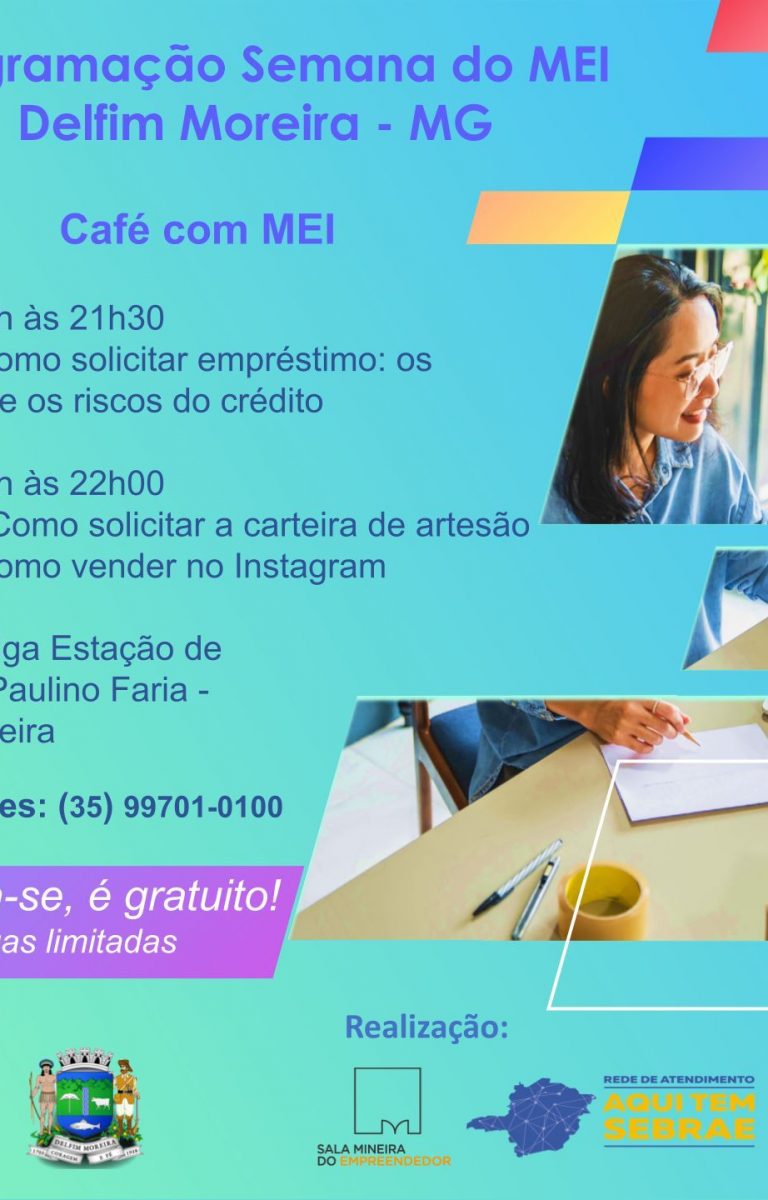 gramação Semana do MEI
Delfim Moreira - MG
Café com MEI
h às 21h30
omo solicitar empréstimo: os
e os riscos do crédito
h às 22h00
Como solicitar a carteira de artesão
omo vender no Instagram
iga Estação de
Paulino Faria -
eira
es: (35) 99701-0100
-se, é gratuito!
as limitadas
Realização:
DELFIM MOREIRA
CORAGEM E FÉ
SALA MINEIRA
DO EMPREENDEDOR
REDE DE ATENDIMENTO
AQUI TEM
SEBRAE